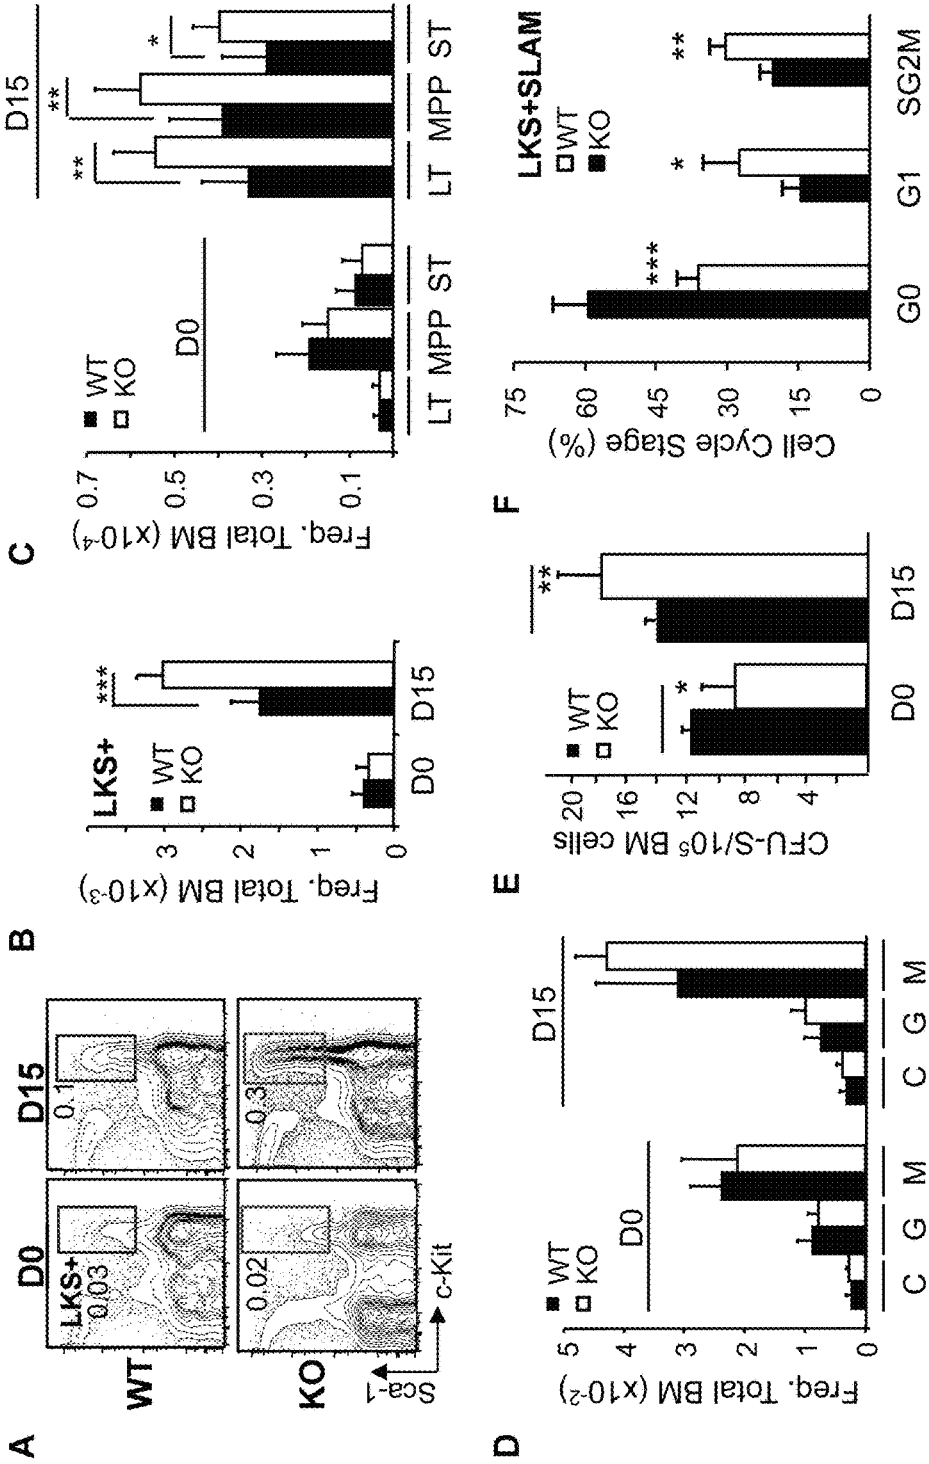 A
D0
D15
WT
LKS+
0.03
0.1
KO
0.02
0.3
Sca-1
c-Kit
B
LKS+
WT
KO
***
Freq. Total BM (x10-3)
3
2
1
0
D0
D15
C
WT
KO
D0
D15
**
**
*
Freq. Total BM (x10-4)
0.7
0.5
0.3
0.1
LT
MPP
ST
LT
MPP
ST
D
WT
KO
D0
D15
Freq. Total BM (x10-2)
5
4
3
2
1
0
C
G
M
C
G
M
E
WT
KO
*
**
CFU-S/10⁵ BM cells
20
16
12
8
4
D0
D15
F
LKS+SLAM
WT
KO
***
*
**
Cell Cycle Stage (%)
75
60
45
30
15
0
G0
G1
SG2M